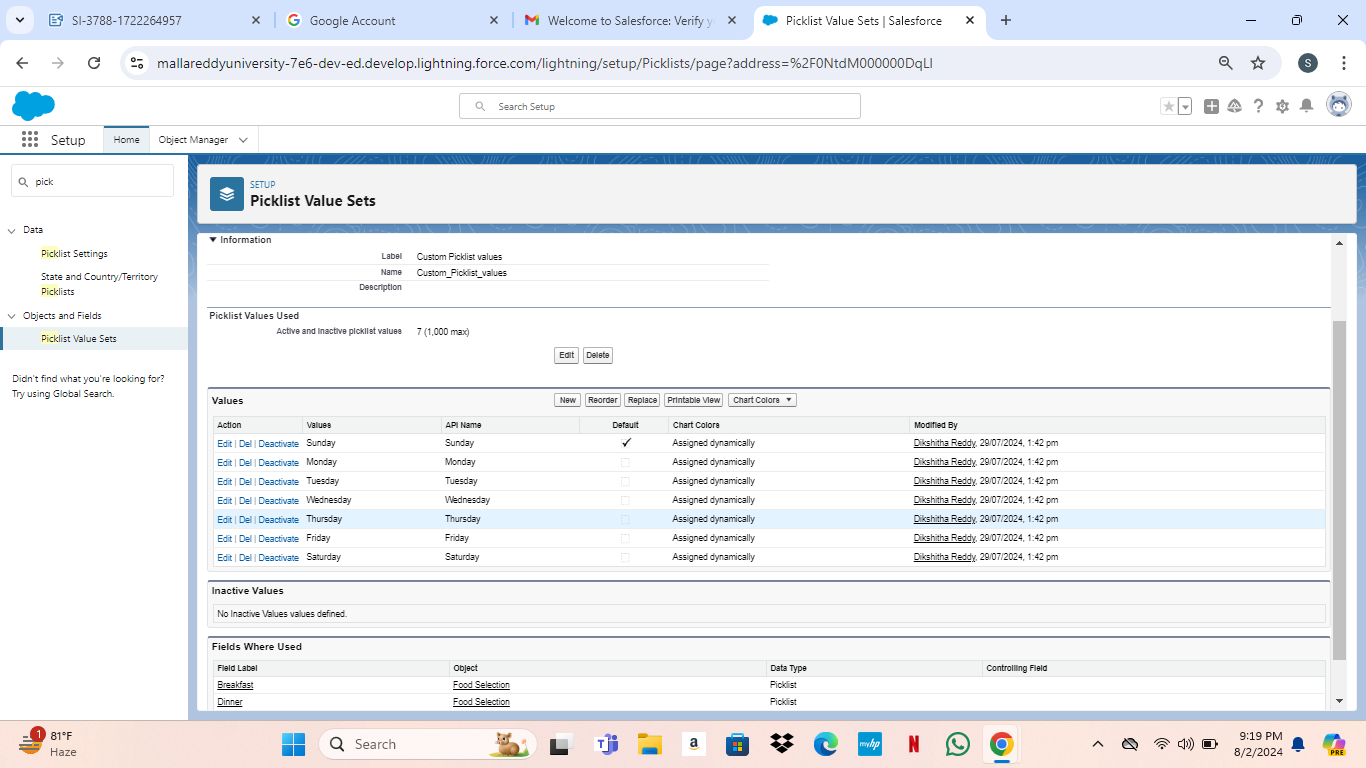 SI-3788-1722264957
Google Account
Welcome to Salesforce: Verify y
Picklist Value Sets | Salesforce
mallareddyuniversity-7e6-dev-ed.develop.lightning.force.com/lightning/setup/Picklists/page?address=%2F0NtdM000000DqLl
S
Search Setup
Setup
Home
Object Manager
pick
Data
Picklist Settings
State and Country/Territory
Picklists
Objects and Fields
Picklist Value Sets
Didn't find what you're looking for?
Try using Global Search.
SETUP
Picklist Value Sets
Information
Label Custom Picklist values
Name Custom_Picklist_values
Description
Picklist Values Used
Active and inactive picklist values 7 (1,000 max)
Edit Delete
Values New Reorder Replace Printable View Chart Colors
Action Values API Name Default Chart Colors Modified By
Edit | Del | Deactivate Sunday Sunday Assigned dynamically Dikshitha Reddy, 29/07/2024, 1:42 pm
Edit | Del | Deactivate Monday Monday Assigned dynamically Dikshitha Reddy, 29/07/2024, 1:42 pm
Edit | Del | Deactivate Tuesday Tuesday Assigned dynamically Dikshitha Reddy, 29/07/2024, 1:42 pm
Edit | Del | Deactivate Wednesday Wednesday Assigned dynamically Dikshitha Reddy, 29/07/2024, 1:42 pm
Edit | Del | Deactivate Thursday Thursday Assigned dynamically Dikshitha Reddy, 29/07/2024, 1:42 pm
Edit | Del | Deactivate Friday Friday Assigned dynamically Dikshitha Reddy, 29/07/2024, 1:42 pm
Edit | Del | Deactivate Saturday Saturday Assigned dynamically Dikshitha Reddy, 29/07/2024, 1:42 pm
Inactive Values
No Inactive Values values defined.
Fields Where Used
Field Label Object Data Type Controlling Field
Breakfast Food Selection Picklist
Dinner Food Selection Picklist
1
81°F
Haze
Search
a
myhp
N
PRE
9:19 PM
8/2/2024